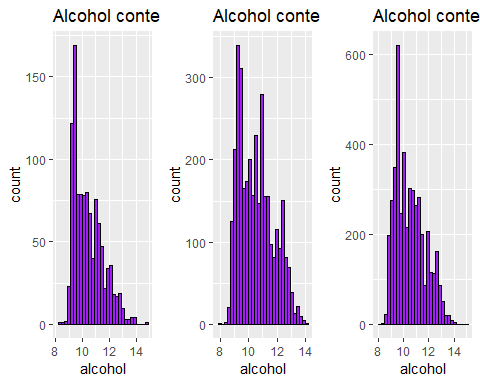 Alcohol conte
150
100
50
0
count
8 10 12 14
alcohol
Alcohol conte
300
200
100
0
count
8 10 12 14
alcohol
Alcohol conte
600
400
200
0
count
8 10 12 14
alcohol